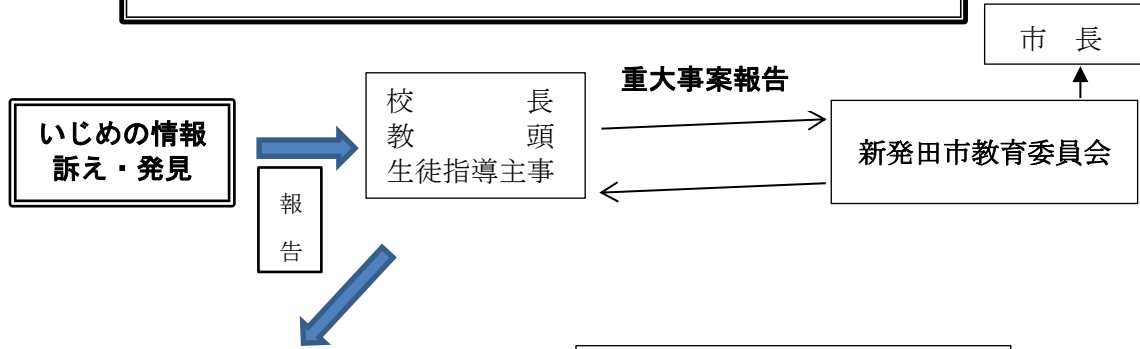 市　長
重大事案報告
いじめの情報
訴え・発見
校　　　　長
教　　　　頭
生徒指導主事
新発田市教育委員会
報
告